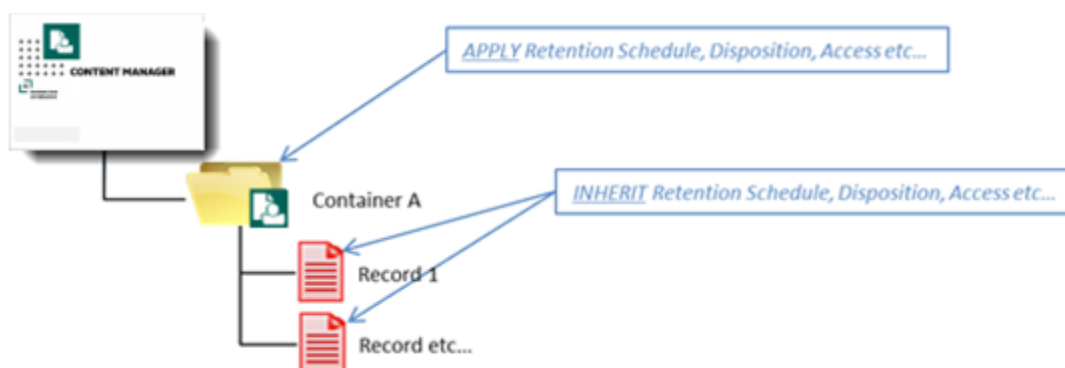 CONTENT MANAGER
APPLY Retention Schedule, Disposition, Access etc...
INHERIT Retention Schedule, Disposition, Access etc...
Container A
Record 1
Record etc...